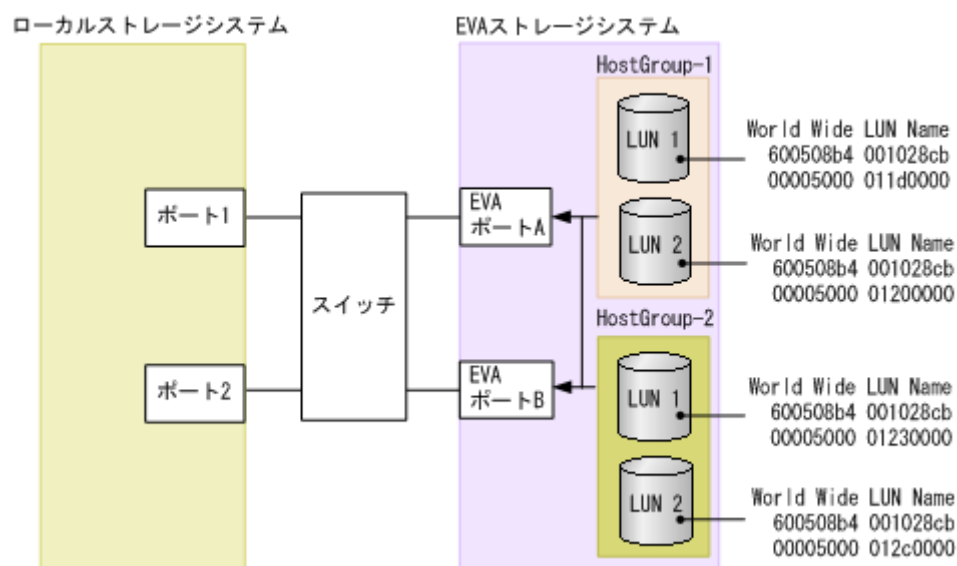 ローカルストレージシステム
EVAストレージシステム
HostGroup-1
LUN 1
World Wide LUN Name
600508b4 001028cb
00005000 011d0000
ポート1
EVA
ポートA
LUN 2
World Wide LUN Name
600508b4 001028cb
00005000 01200000
スイッチ
HostGroup-2
ポート2
EVA
ポートB
LUN 1
World Wide LUN Name
600508b4 001028cb
00005000 01230000
LUN 2
World Wide LUN Name
600508b4 001028cb
00005000 012c0000